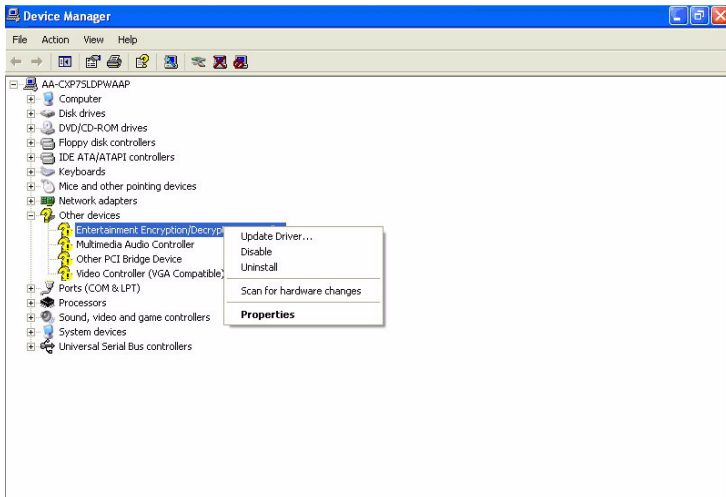 Device Manager
File Action View Help
AA-CXP7SLDPWAAP
Computer
Disk drives
DVD/CD-ROM drives
Floppy disk controllers
IDE ATA/ATAPI controllers
Keyboards
Mice and other pointing devices
Network adapters
Other devices
Entertainment Encryption/Decryp
Multimedia Audio Controller
Other PCI Bridge Device
Video Controller (VGA Compatible)
Ports (COM & LPT)
Processors
Sound, video and game controllers
System devices
Universal Serial Bus controllers
Update Driver...
Disable
Uninstall
Scan for hardware changes
Properties